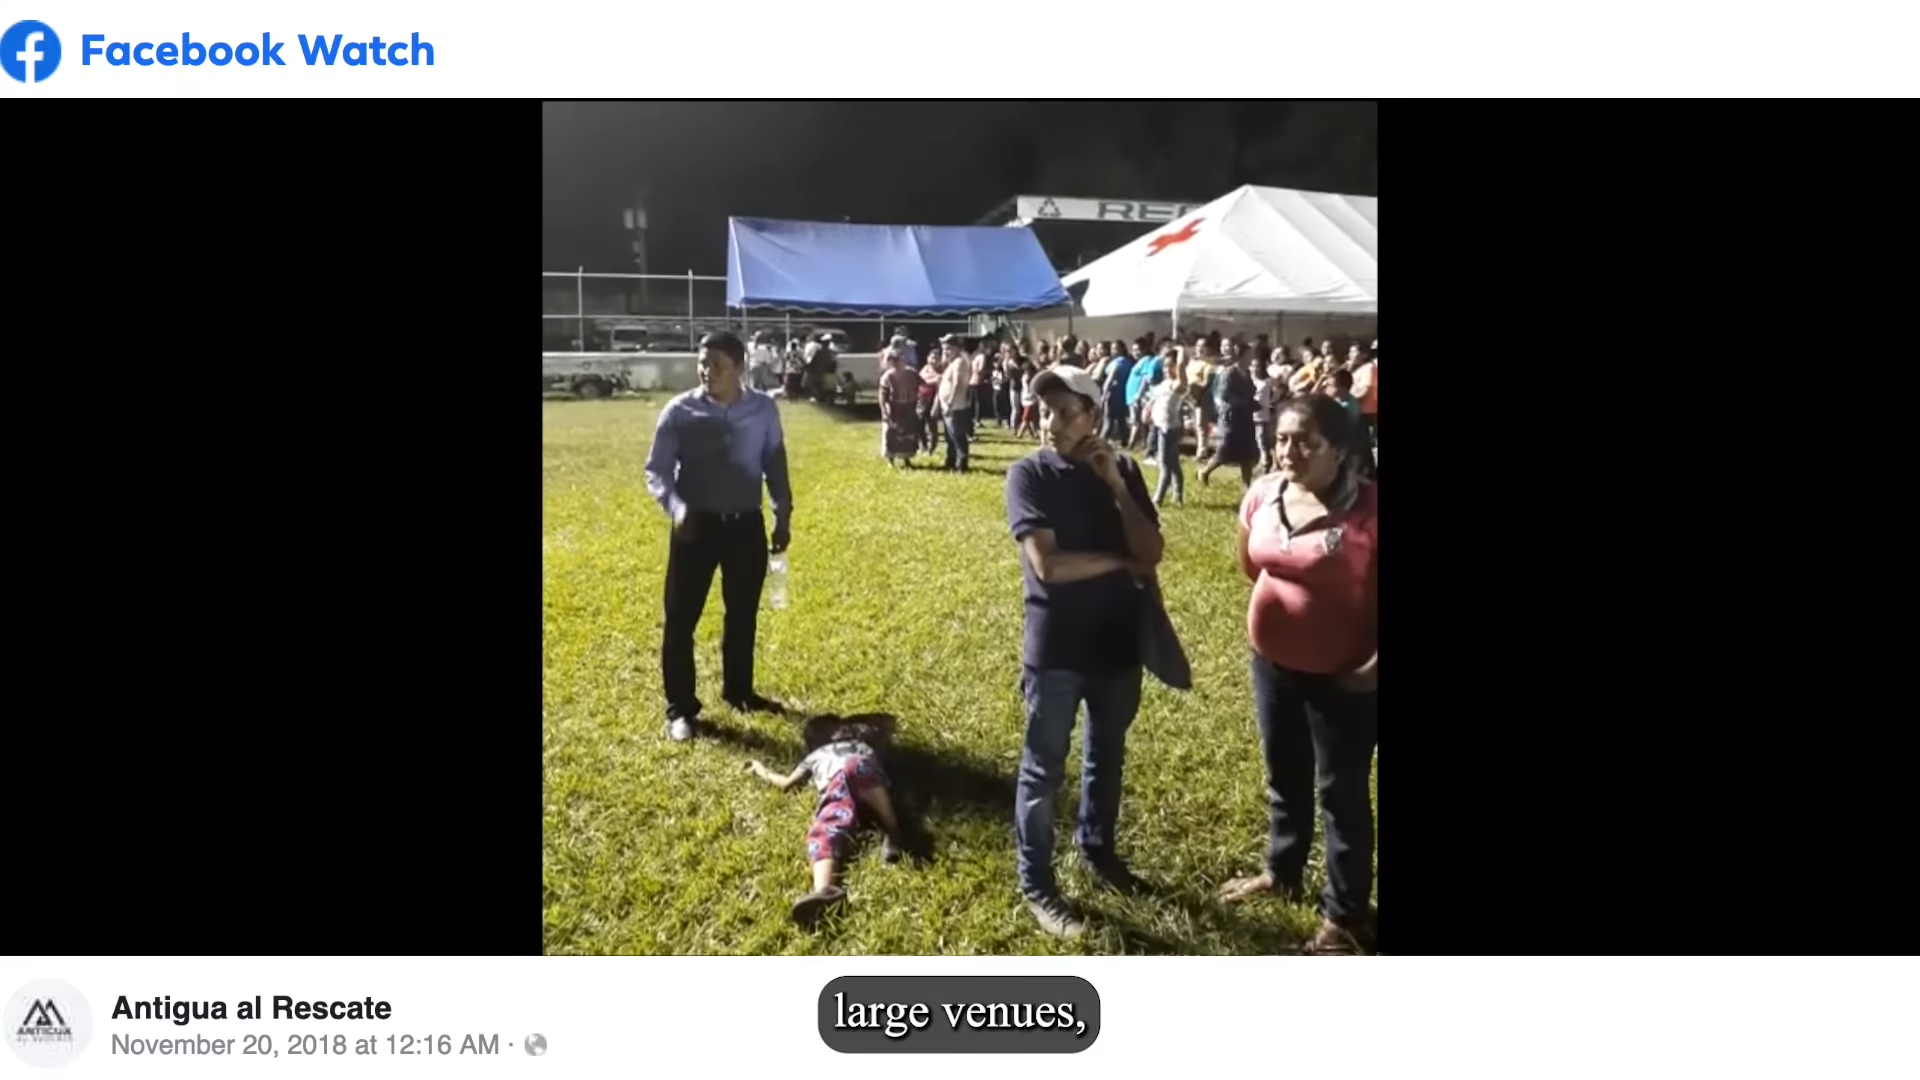 Facebook Watch
Antigua al Rescate
November 20, 2018 at 12:16 AM ·
large venues,